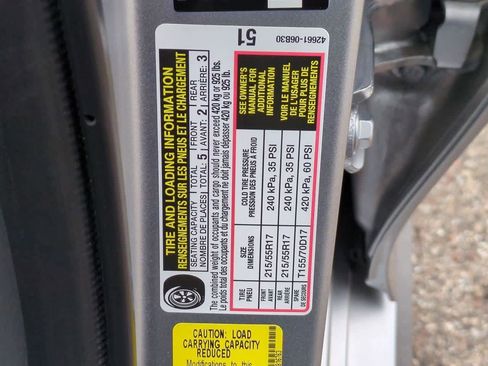 42661-06B30
51
TIRE AND LOADING INFORMATION
RENSEIGNEMENTS SUR LES PNEUS ET LE CHARGEMENT
SEATING CAPACITY | TOTAL: 5 | FRONT: 2 | REAR: 3
NOMBRE DE PLACES | TOTAL: 5 | AVANT: 2 | ARRIÈRE: 3
The combined weight of occupants and cargo should never exceed 420 kg or 925 lb.
Le poids total des occupants et du chargement ne doit jamais dépasser 420 kg ou 925 lb.
TIRE
PNEU
SIZE
DIMENSIONS
COLD TIRE PRESSURE
PRESSION DES PNEUS À FROID
FRONT
AVANT
215/55R17
240 kPa, 35 PSI
REAR
ARRIÈRE
215/55R17
240 kPa, 35 PSI
SPARE
DE SECOURS
T155/70D17
420 kPa, 60 PSI
SEE OWNER'S
MANUAL FOR
ADDITIONAL
INFORMATION
VOIR LE MANUEL
DE L'USAGER
POUR PLUS DE
RENSEIGNEMENTS
CAUTION: LOAD
CARRYING CAPACITY
REDUCED
Modifications to this